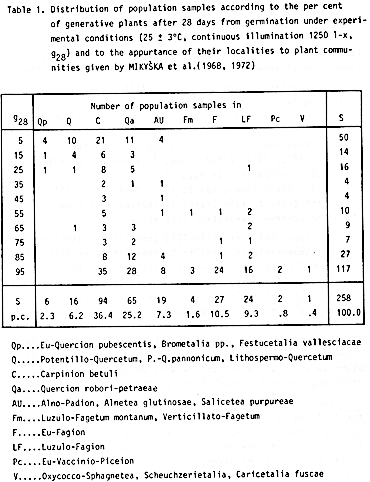 Table 1. Distribution of population samples according to the per cent
of generative plants after 28 days from germination under experi-
mental conditions (25 ± 3°C, continuous illumination 1250 l-x,
g28) and to the appurtance of their localities to plant commu-
nities given by MIKYŠKA et al.(1968, 1972)
Number of population samples in
g28 Qp Q C Qa AU Fm F LF Pc V S
5 4 10 21 11 4 50
15 1 4 6 3 14
25 1 1 8 5 1 16
35 2 1 1 4
45 3 1 4
55 5 1 1 1 2 10
65 1 3 3 2 9
75 3 2 1 1 7
85 8 12 4 1 2 27
95 35 28 8 3 24 16 2 1 117
S 6 16 94 65 19 4 27 24 2 1 258
p.c. 2.3 6.2 36.4 25.2 7.3 1.6 10.5 9.3 .8 .4 100.0
Qp....Eu-Quercion pubescentis, Brometalia pp., Festucetalia vallesciacae
Q.....Potentillo-Quercetum, P.-Q.pannonicum, Lithospermo-Quercetum
C.....Carpinion betuli
Qa....Quercion robori-petraeae
AU....Alno-Padion, Alnetea glutinosae, Salicetea purpureae
Fm....Luzulo-Fagetum montanum, Verticillato-Fagetum
F.....Eu-Fagion
LF....Luzulo-Fagion
Pc....Eu-Vaccinio-Piceion
V.....Oxycocco-Sphagnetea, Scheuchzerietalia, Caricetalia fuscae